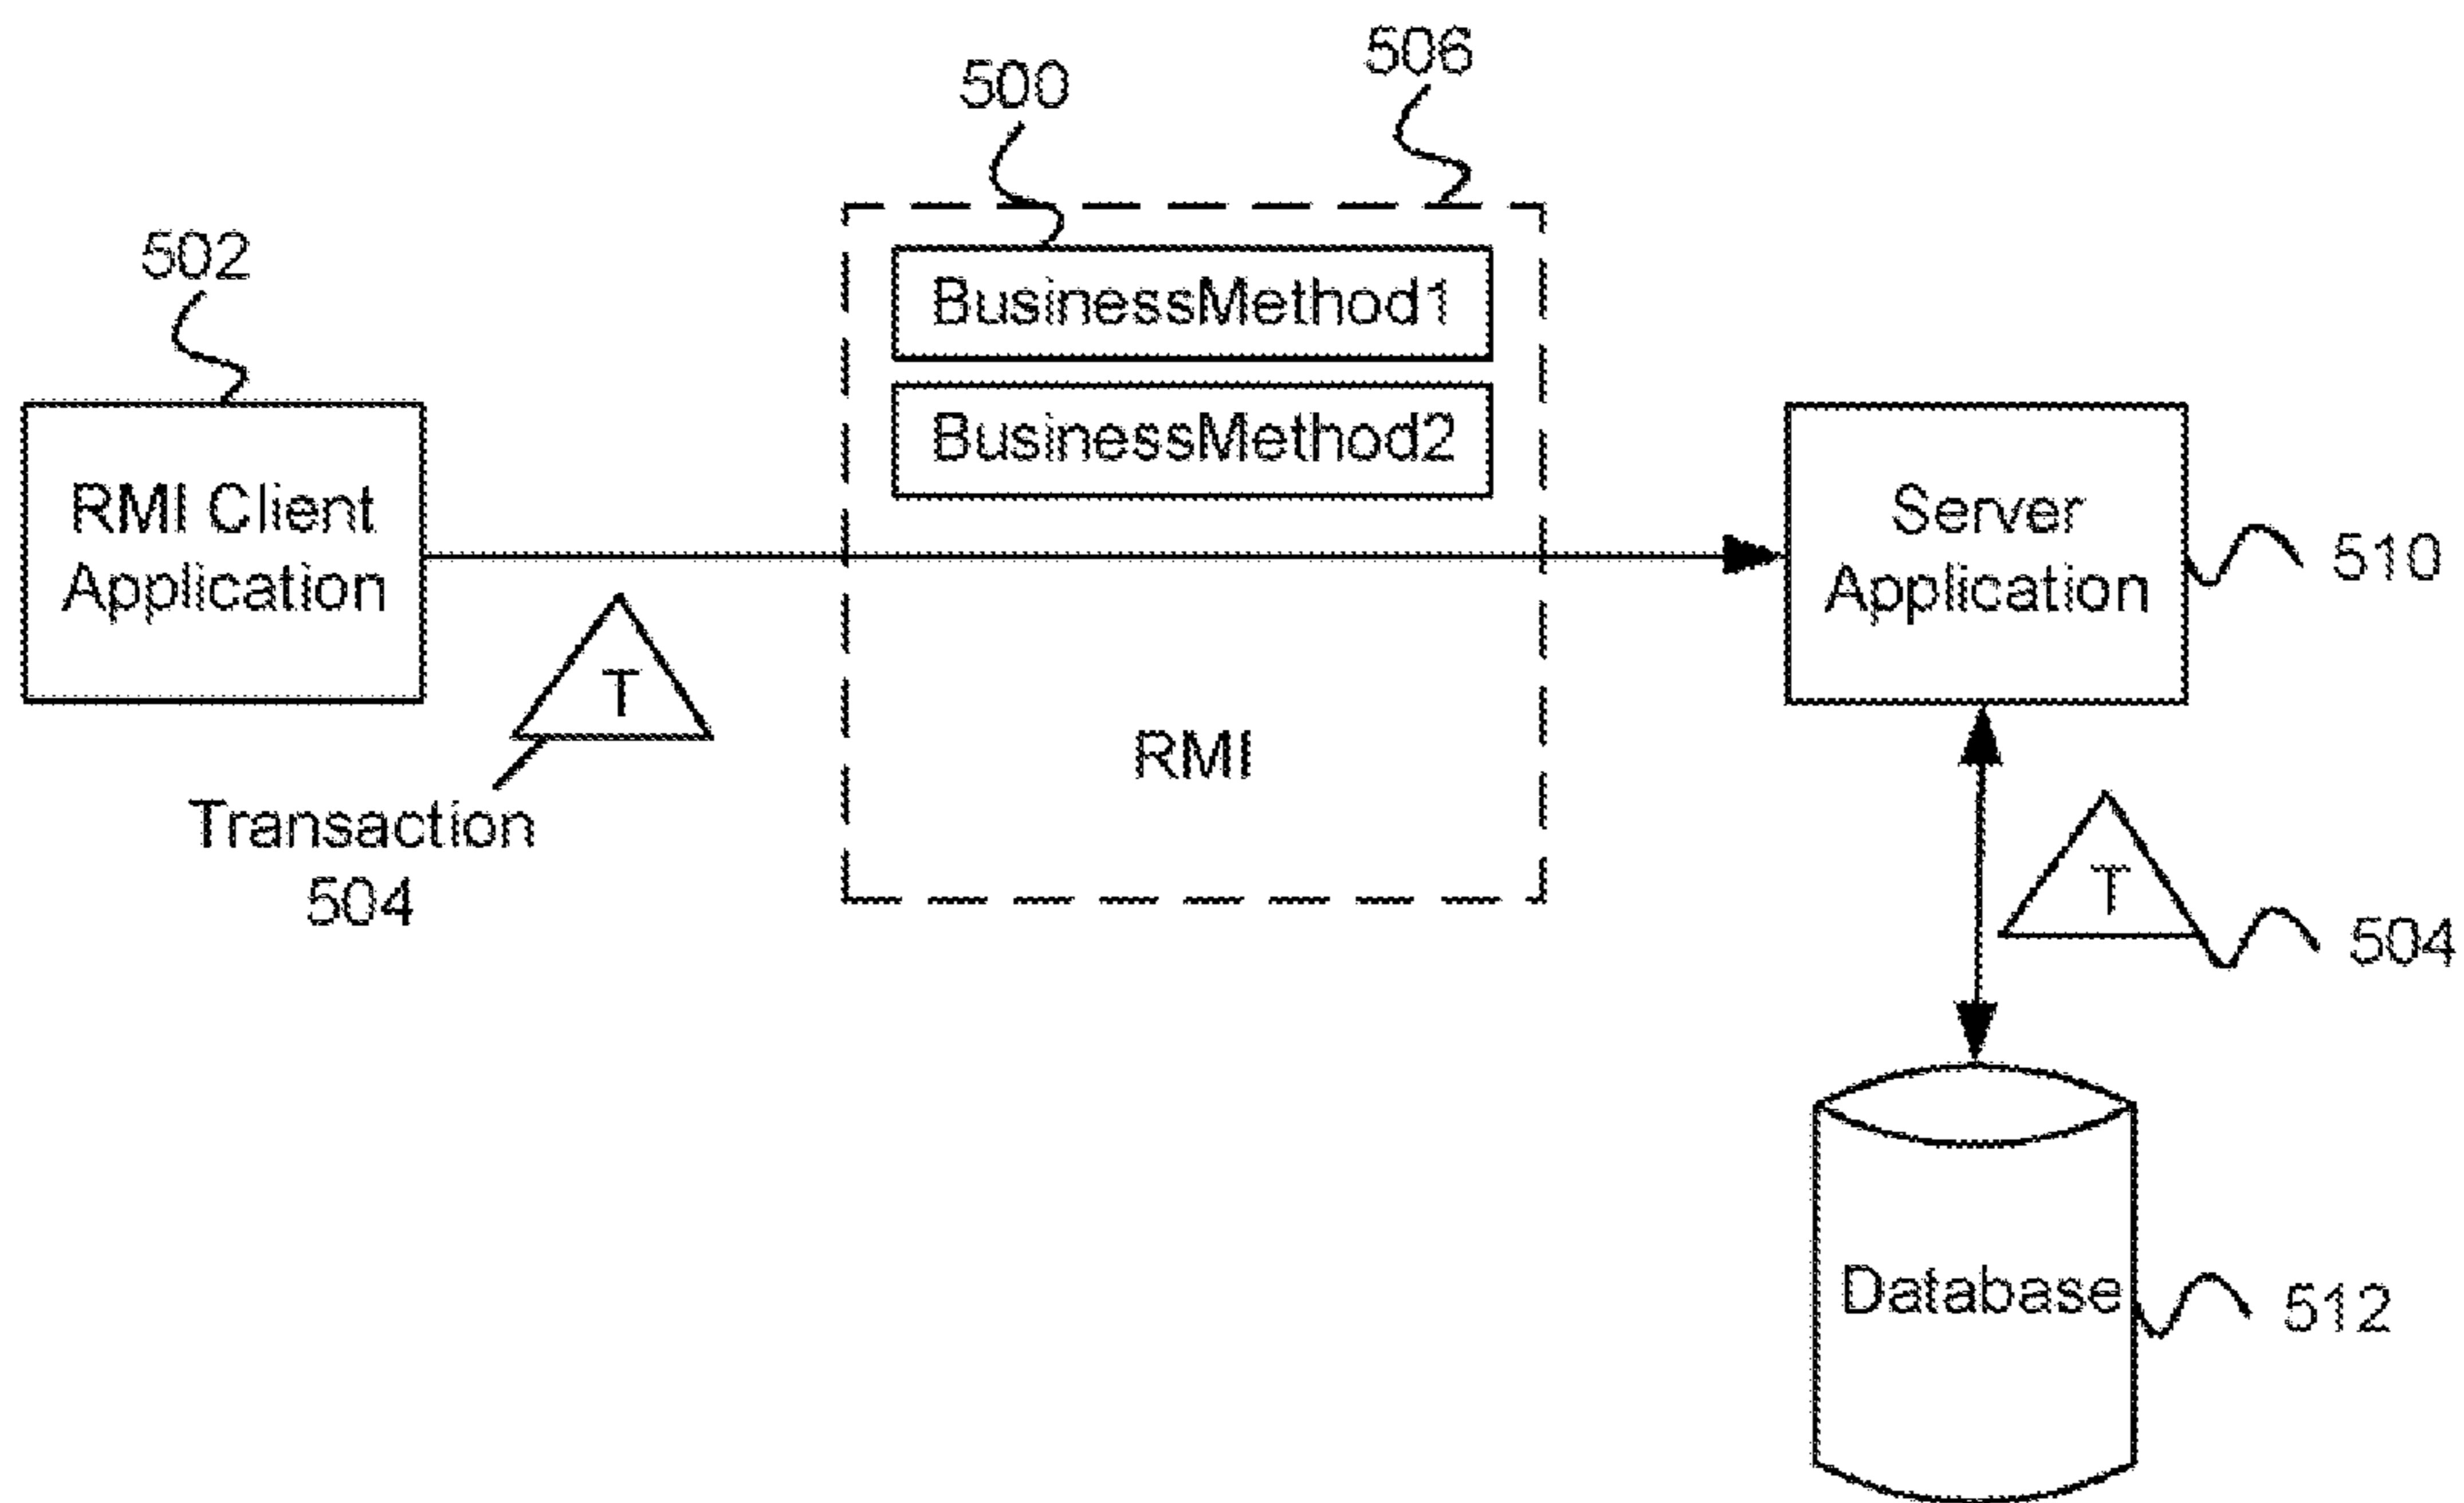 506
500
502
BusinessMethod1
BusinessMethod2
RMI Client
Application
Server
Application
510
T
RMI
Transaction
504
T
504
Database
512